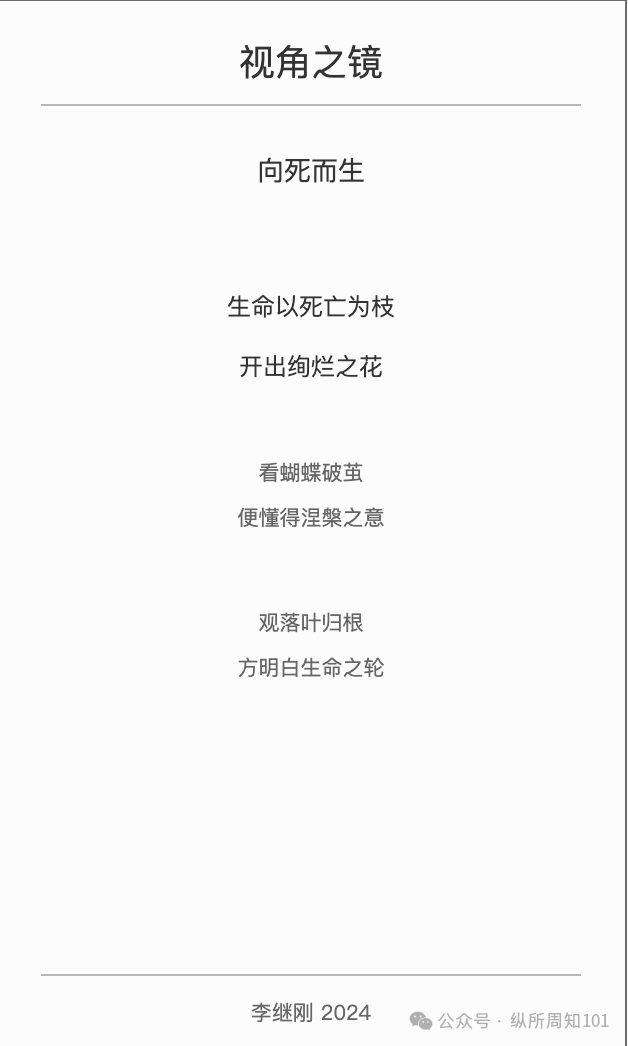 视角之镜
向死而生
生命以死亡为枝
开出绚烂之花
看蝴蝶破茧
便懂得涅槃之意
观落叶归根
方明白生命之轮
李继刚 2024
公众号 · 纵所周知101